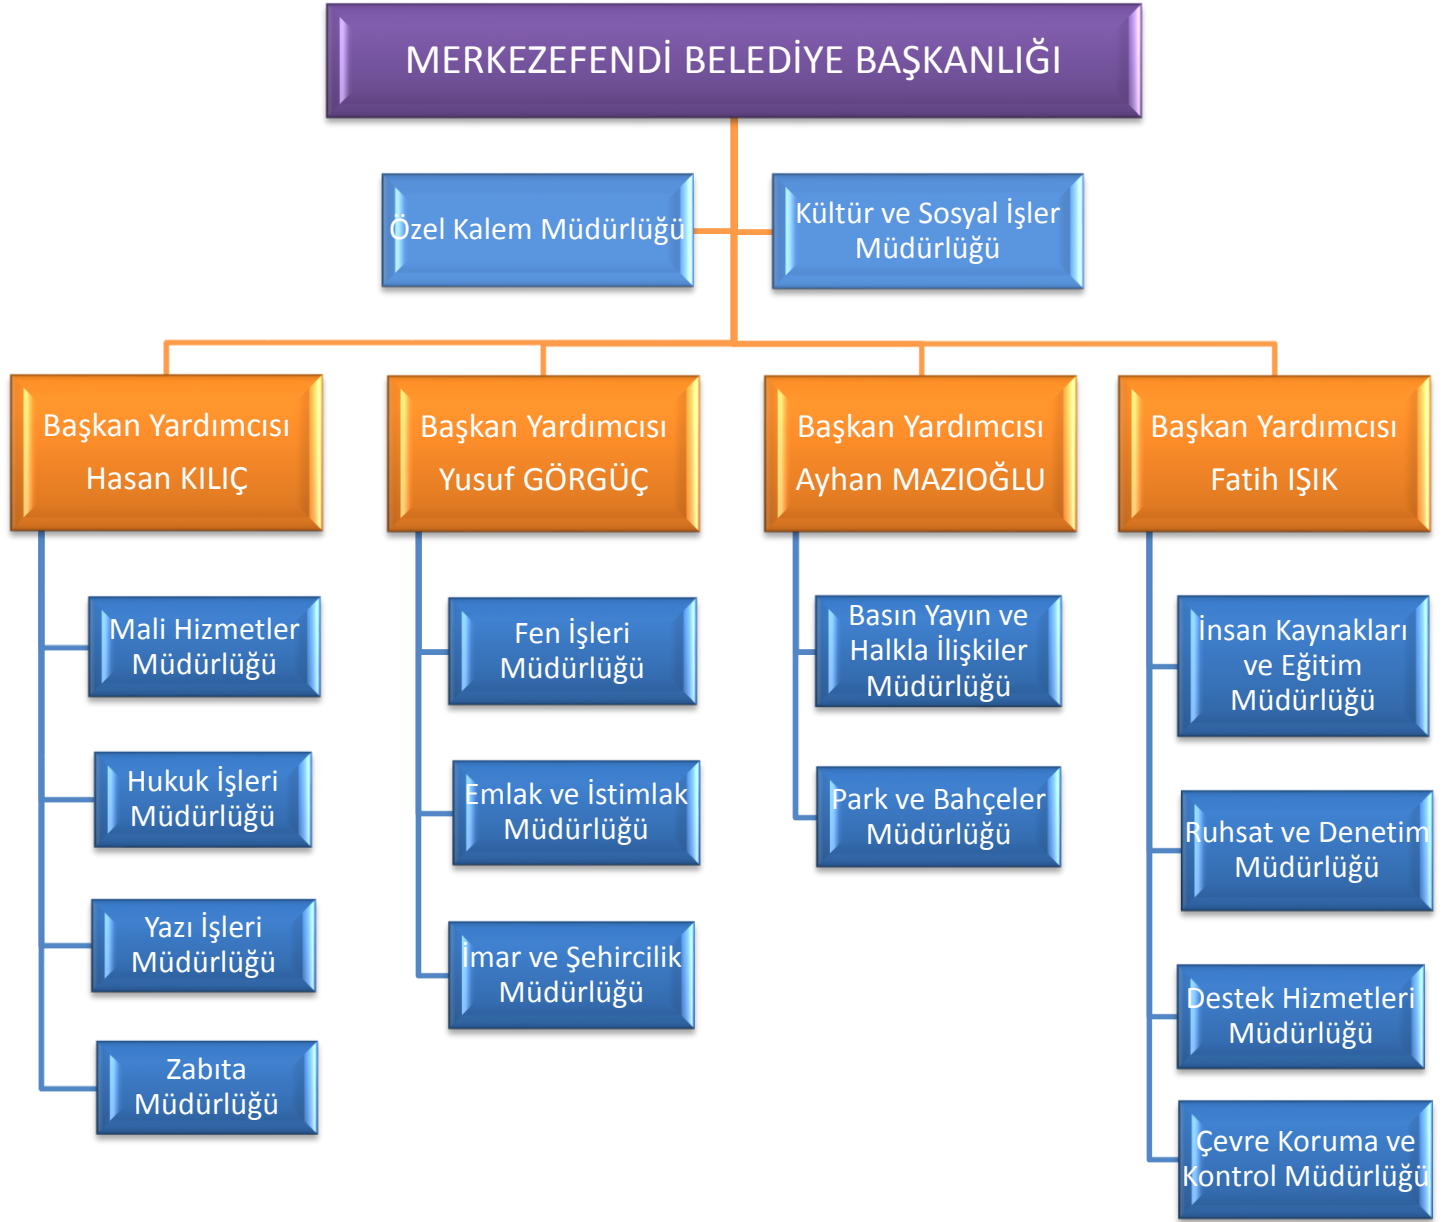 MERKEZEFENDİ BELEDİYE BAŞKANLIĞI
Özel Kalem Müdürlüğü
Kültür ve Sosyal İşler
Müdürlüğü
Başkan Yardımcısı
Hasan KILIÇ
Mali Hizmetler
Müdürlüğü
Hukuk İşleri
Müdürlüğü
Yazı İşleri
Müdürlüğü
Zabıta
Müdürlüğü
Başkan Yardımcısı
Yusuf GÖRGÜÇ
Fen İşleri
Müdürlüğü
Emlak ve İstimlak
Müdürlüğü
İmar ve Şehircilik
Müdürlüğü
Başkan Yardımcısı
Ayhan MAZIOĞLU
Basın Yayın ve
Halkla İlişkiler
Müdürlüğü
Park ve Bahçeler
Müdürlüğü
Başkan Yardımcısı
Fatih IŞIK
İnsan Kaynakları
ve Eğitim
Müdürlüğü
Ruhsat ve Denetim
Müdürlüğü
Destek Hizmetleri
Müdürlüğü
Çevre Koruma ve
Kontrol Müdürlüğü